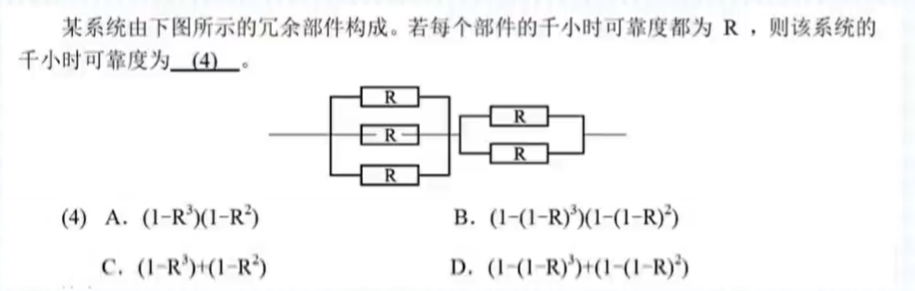 某系统由下图所示的冗余部件构成。若每个部件的千小时可靠度都为 R ，则该系统的
千小时可靠度为 (4) 。
R
R
R
R
R
(4) A. (1-R³)(1-R²) B. (1-(1-R)³)(1-(1-R)²)
C. (1-R³)+(1-R²) D. (1-(1-R)³)+(1-(1-R)²)